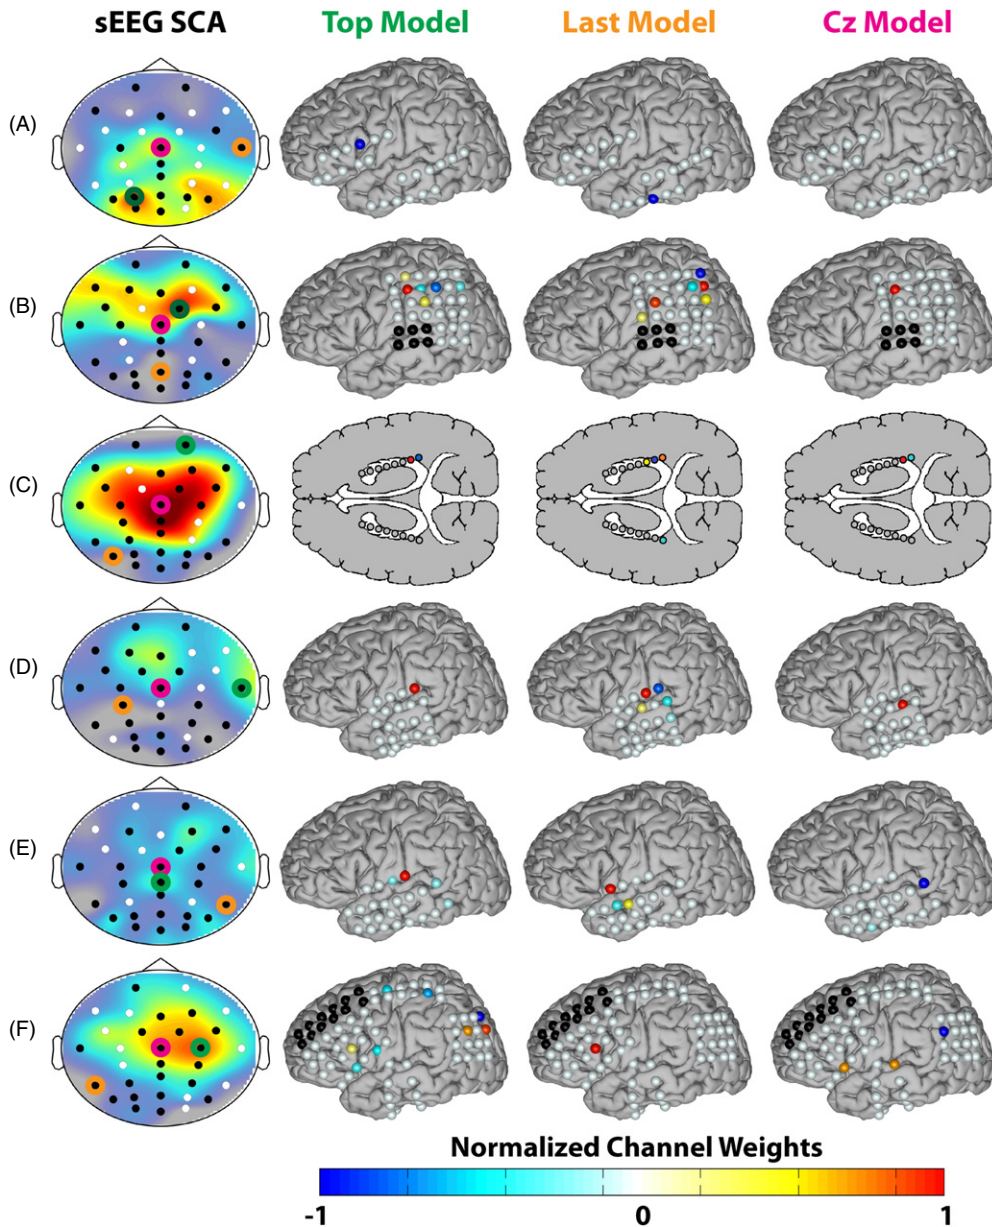 sEEG SCA Top Model Last Model Cz Model
(A)
(B)
(C)
(D)
(E)
(F)
Normalized Channel Weights
-1 0 1